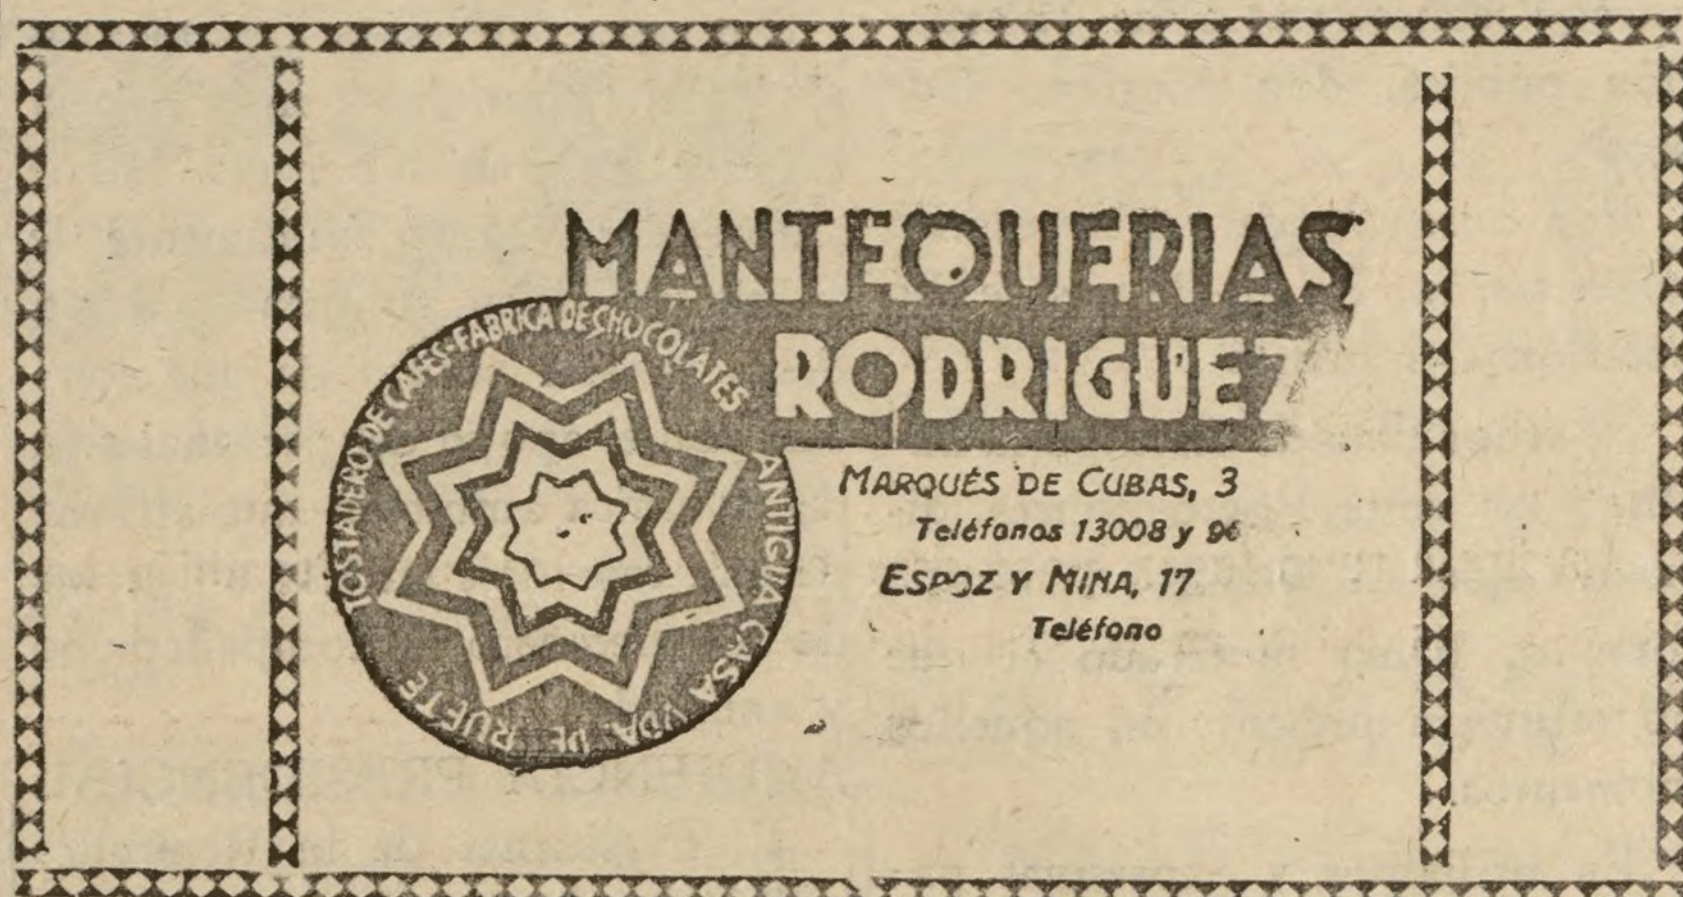 MANTEQUERIAS
RODRIGUEZ
TOSTADERO DE CAFES-FABRICA DE CHOCOLATES
ANTIGUA CASA VDA. DE RUETE
MARQUÉS DE CUBAS, 3
Teléfonos 13008 y
ESPOZ Y MINA, 17
Teléfono